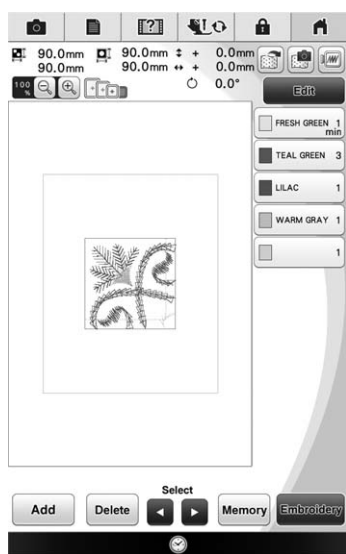 90.0mm 90.0mm + 0.0mm
90.0mm 90.0mm + 0.0mm
100 % 0.0°
Edit
FRESH GREEN 1
min
TEAL GREEN 3
LILAC 1
WARM GRAY 1
1
Select
Add Delete Memory Embroidery